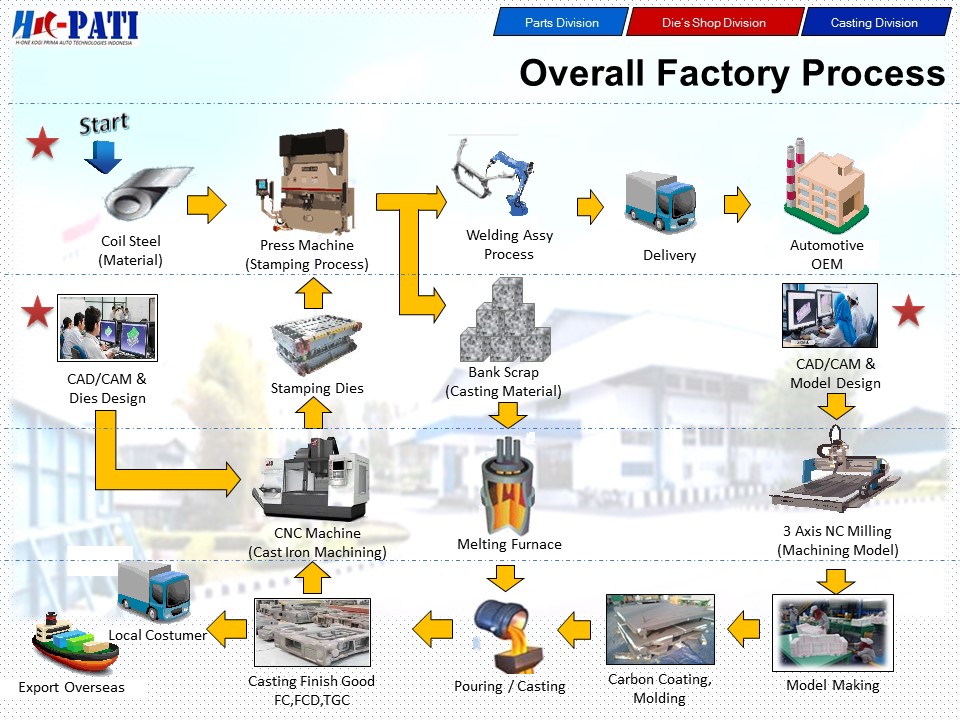 H1C-PATI
H-ONE KOGI PRIMA AUTO TECHNOLOGIES INDONESIA
Parts Division
Die's Shop Division
Casting Division
Overall Factory Process
Start
Coil Steel
(Material)
Press Machine
(Stamping Process)
Welding Assy
Process
Delivery
Automotive
OEM
CAD/CAM &
Dies Design
Stamping Dies
Bank Scrap
(Casting Material)
CAD/CAM &
Model Design
CNC Machine
(Cast Iron Machining)
Melting Furnace
3 Axis NC Milling
(Machining Model)
Local Costumer
Export Overseas
Casting Finish Good
FC,FCD,TGC
Pouring / Casting
Carbon Coating,
Molding
Model Making